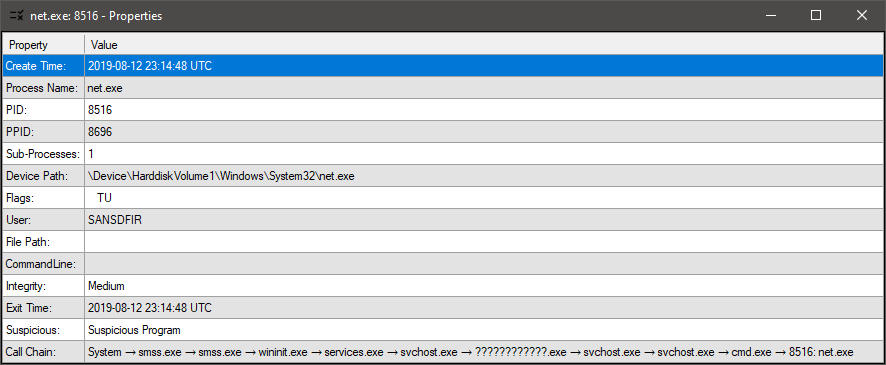 net.exe: 8516 - Properties
Property Value
Create Time: 2019-08-12 23:14:48 UTC
Process Name: net.exe
PID: 8516
PPID: 8696
Sub-Processes: 1
Device Path: \Device\HarddiskVolume1\Windows\System32\net.exe
Flags: TU
User: SANSDFIR
File Path:
CommandLine:
Integrity: Medium
Exit Time: 2019-08-12 23:14:48 UTC
Suspicious: Suspicious Program
Call Chain: System → smss.exe → smss.exe → wininit.exe → services.exe → svchost.exe → ????????????.exe → svchost.exe → svchost.exe → cmd.exe → 8516: net.exe